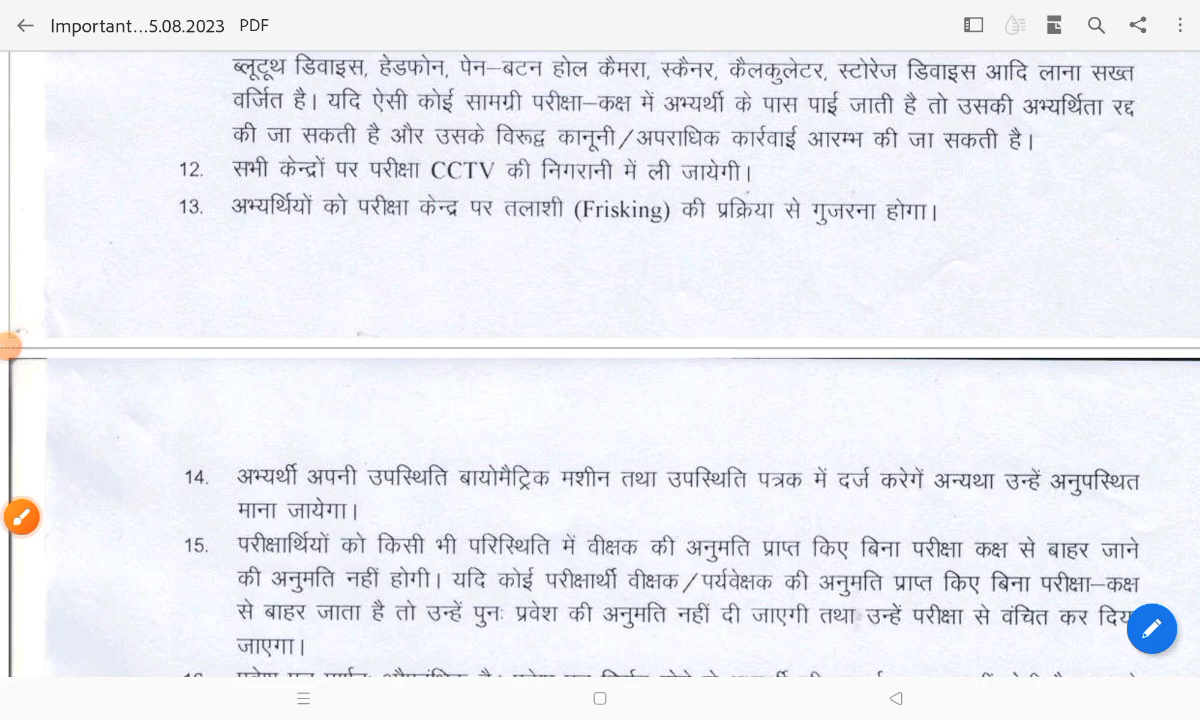 Important...5.08.2023 PDF
ब्लूटूथ डिवाइस, हेडफोन, पेन–बटन होल कैमरा, स्कैनर, कैलकुलेटर, स्टोरेज डिवाइस आदि लाना सख्त
वर्जित है। यदि ऐसी कोई सामग्री परीक्षा–कक्ष में अभ्यर्थी के पास पाई जाती है तो उसकी अभ्यर्थिता रद्द
की जा सकती है और उसके विरूद्व कानूनी/अपराधिक कार्रवाई आरम्भ की जा सकती है।
12. सभी केन्द्रों पर परीक्षा CCTV की निगरानी में ली जायेगी।
13. अभ्यर्थियों को परीक्षा केन्द्र पर तलाशी (Frisking) की प्रक्रिया से गुजरना होगा।
14. अभ्यर्थी अपनी उपस्थिति बायोमैट्रिक मशीन तथा उपस्थिति पत्रक में दर्ज करेगें अन्यथा उन्हें अनुपस्थित
माना जायेगा।
15. परीक्षार्थियों को किसी भी परिस्थिति में वीक्षक की अनुमति प्राप्त किए बिना परीक्षा कक्ष से बाहर जाने
की अनुमति नहीं होगी। यदि कोई परीक्षार्थी वीक्षक/पर्यवेक्षक की अनुमति प्राप्त किए बिना परीक्षा–कक्ष
से बाहर जाता है तो उन्हें पुनः प्रवेश की अनुमति नहीं दी जाएगी तथा उन्हें परीक्षा से वंचित कर दिय
जाएगा।